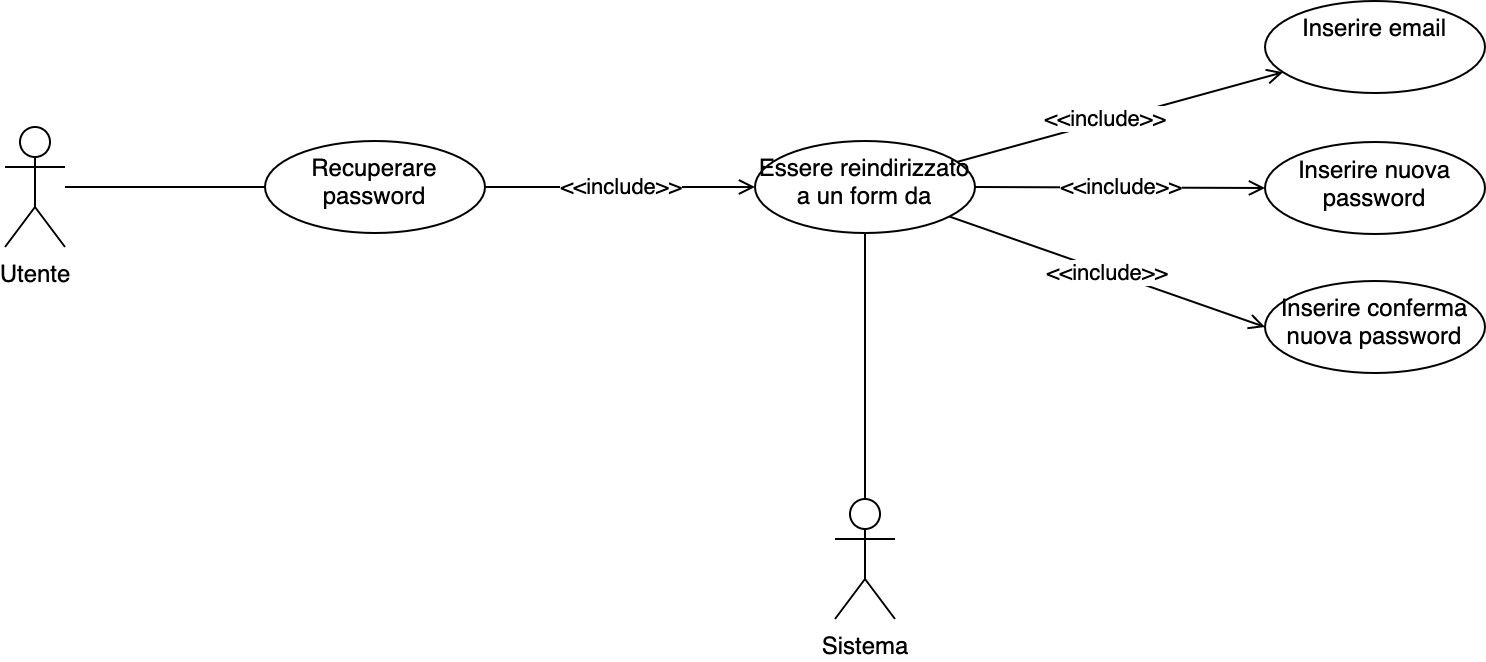 Inserire email
<<include>>
Recuperare
password
<<include>>
Essere reindirizzato
a un form da
<<include>>
Inserire nuova
password
Utente
<<include>>
Inserire conferma
nuova password
Sistema